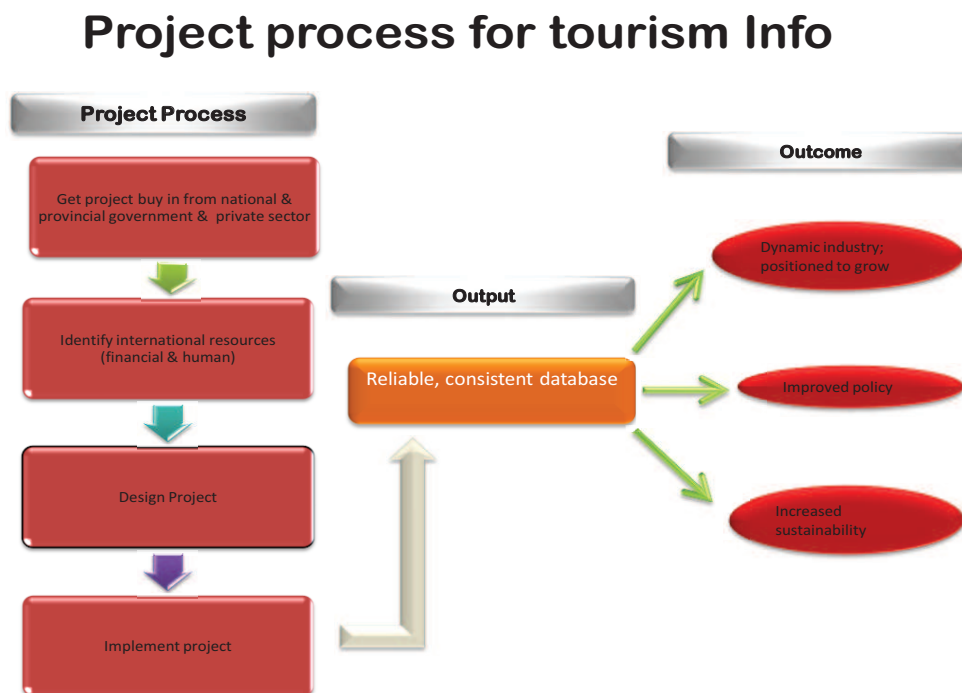 Project process for tourism Info
Project Process
Get project buy in from national &
provincial government & private sector
Identify international resources
(financial & human)
Design Project
Implement project
Output
Reliable, consistent database
Outcome
Dynamic industry;
positioned to grow
Improved policy
Increased
sustainability